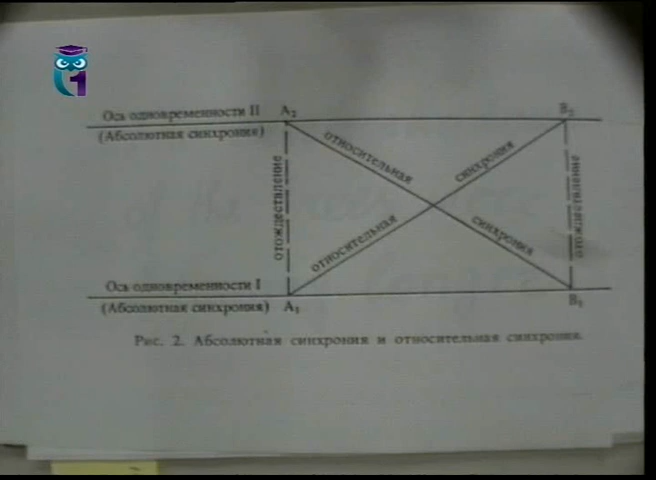 1
Ось одновременности II
A₂
B₂
(Абсолютная синхрония)
относительная
синхрония
отождествление
отождествление
относительная
синхрония
Ось одновременности I
(Абсолютная синхрония)
A₁
B₁
Рис. 2. Абсолютная синхрония и относительная синхрония.